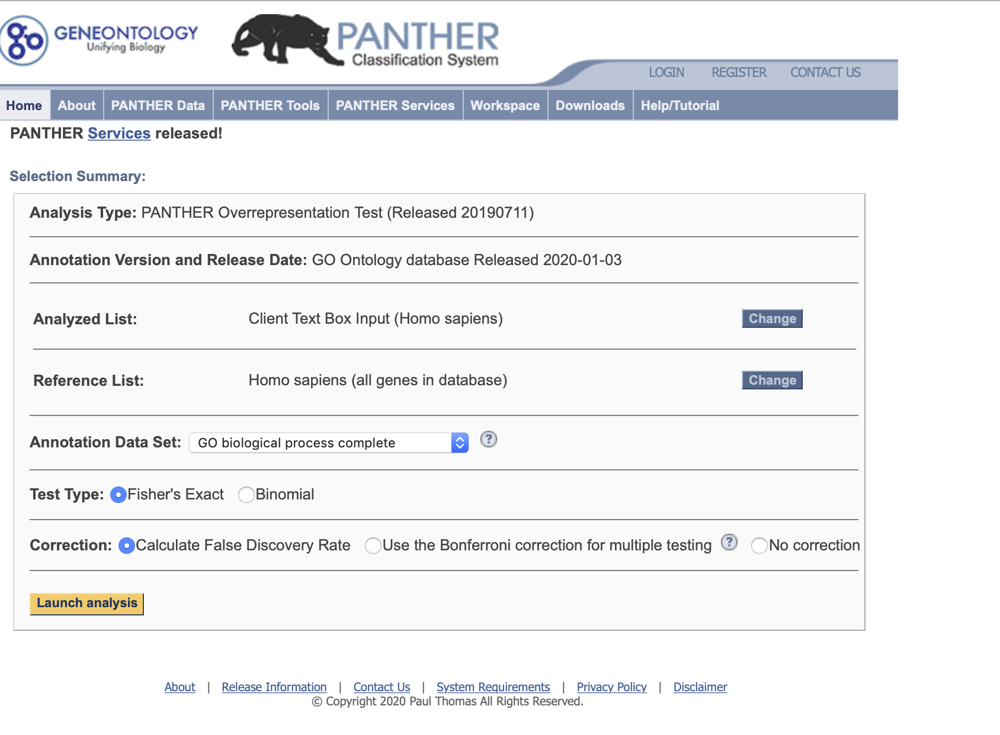 GENEONTOLOGY
Unifying Biology
PANTHER
Classification System
LOGIN REGISTER CONTACT US
Home About PANTHER Data PANTHER Tools PANTHER Services Workspace Downloads Help/Tutorial
PANTHER Services released!
Selection Summary:
Analysis Type: PANTHER Overrepresentation Test (Released 20190711)
Annotation Version and Release Date: GO Ontology database Released 2020-01-03
Analyzed List: Client Text Box Input (Homo sapiens) Change
Reference List: Homo sapiens (all genes in database) Change
Annotation Data Set: GO biological process complete ?
Test Type: Fisher's Exact Binomial
Correction: Calculate False Discovery Rate Use the Bonferroni correction for multiple testing ? No correction
Launch analysis
About | Release Information | Contact Us | System Requirements | Privacy Policy | Disclaimer
© Copyright 2020 Paul Thomas All Rights Reserved.